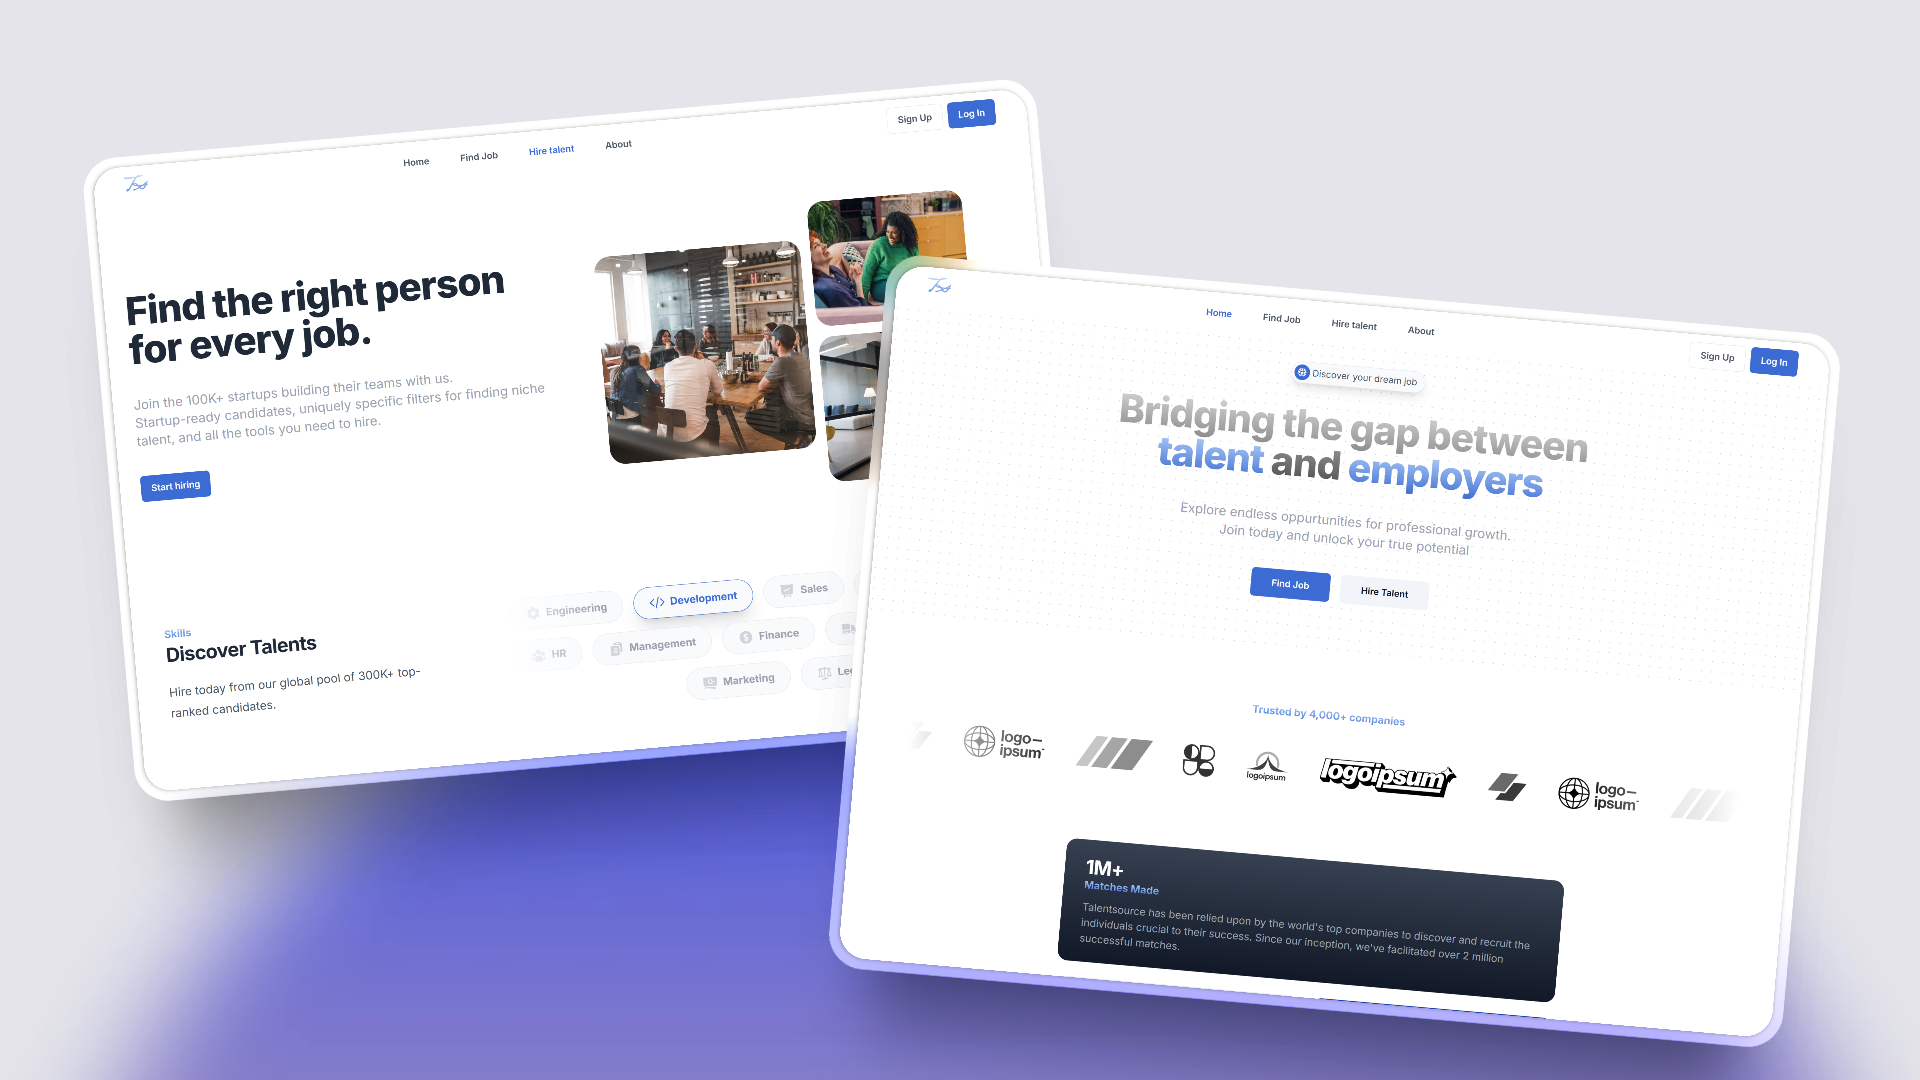 Home
Find Job
Hire talent
About
Sign Up
Log In
Find the right person
for every job.
Join the 100K+ startups building their teams with us.
Startup-ready candidates, uniquely specific filters for finding niche
talent, and all the tools you need to hire.
Start hiring
Skills
Discover Talents
Hire today from our global pool of 300K+ top-
ranked candidates.
Engineering
Development
Sales
HR
Management
Finance
Marketing
Home
Find Job
Hire talent
About
Sign Up
Log In
Discover your dream job
Bridging the gap between
talent and employers
Explore endless oppurtunities for professional growth.
Join today and unlock your true potential
Find Job
Hire Talent
Trusted by 4,000+ companies
logo—
ipsum
logoipsum
logoipsum
logo—
ipsum
1M+
Matches Made
Talentsource has been relied upon by the world's top companies to discover and recruit the
individuals crucial to their success. Since our inception, we've facilitated over 2 million
successful matches.